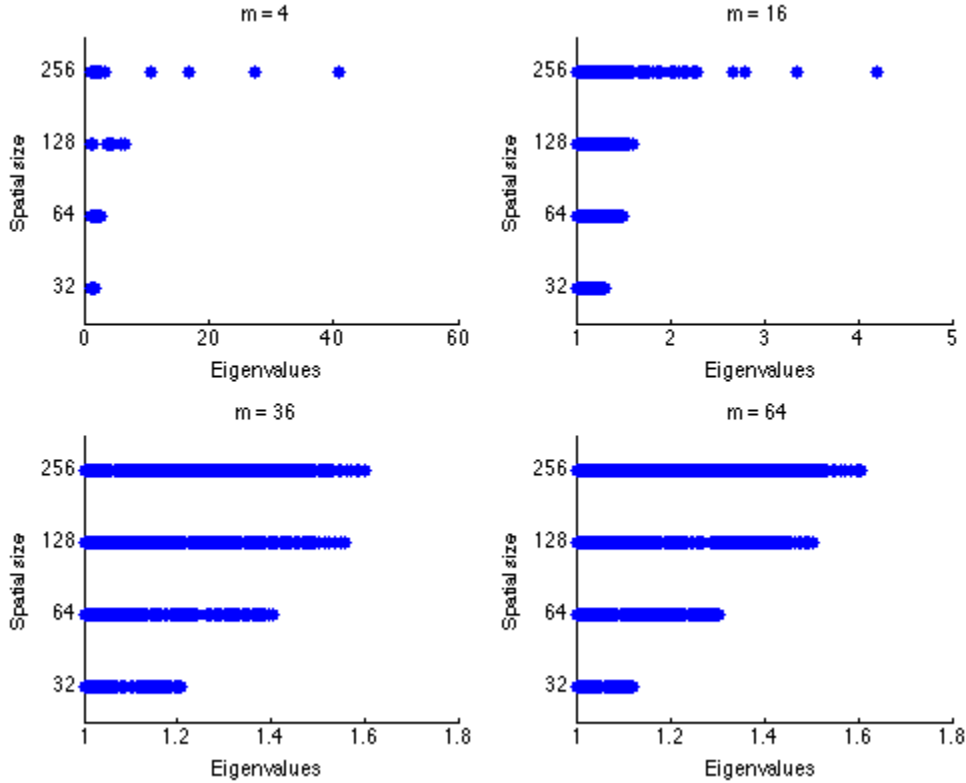 m = 4
Spatial size
256
128
64
32
0 20 40 60
Eigenvalues
m = 16
Spatial size
256
128
64
32
1 2 3 4 5
Eigenvalues
m = 36
Spatial size
256
128
64
32
1 1.2 1.4 1.6 1.8
Eigenvalues
m = 64
Spatial size
256
128
64
32
1 1.2 1.4 1.6 1.8
Eigenvalues